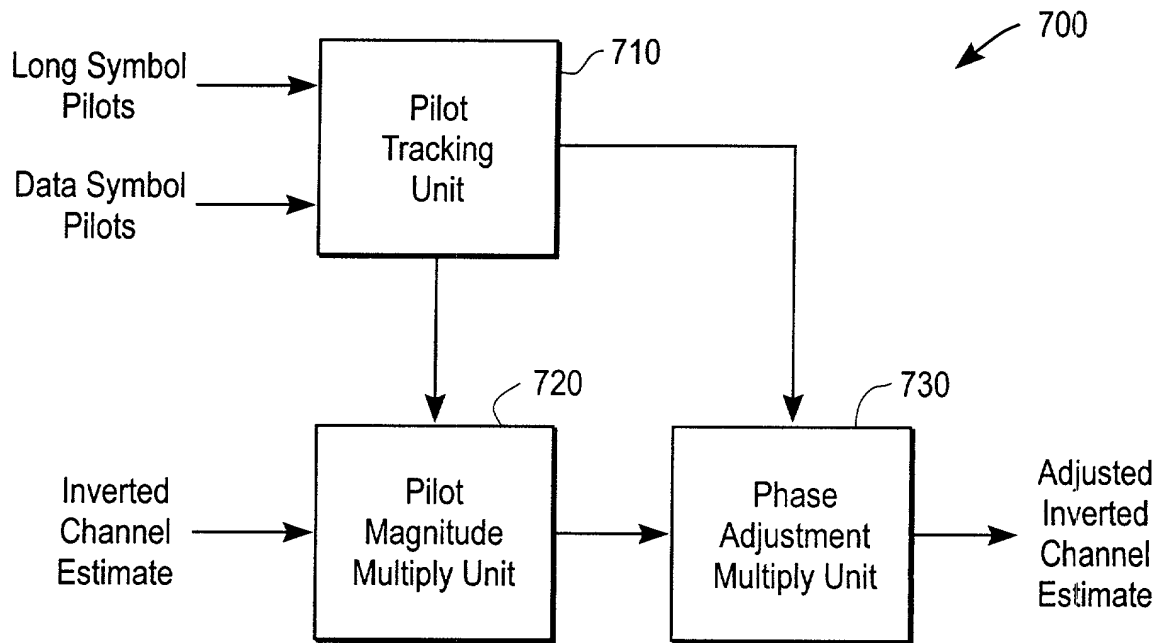 700
710
Long Symbol
Pilots
Data Symbol
Pilots
Pilot
Tracking
Unit
720
730
Inverted
Channel
Estimate
Pilot
Magnitude
Multiply Unit
Phase
Adjustment
Multiply Unit
Adjusted
Inverted
Channel
Estimate